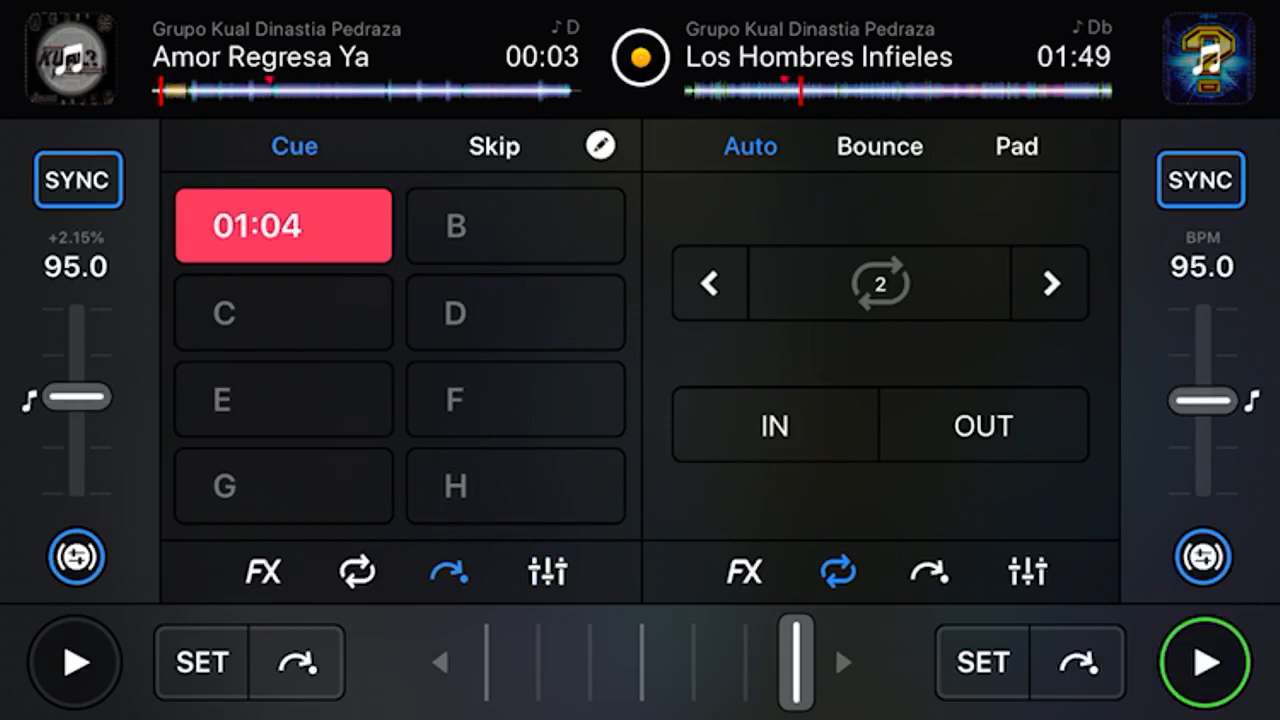 Grupo Kual Dinastia Pedraza
D
Amor Regresa Ya
00:03
Grupo Kual Dinastia Pedraza
Db
Los Hombres Infieles
01:49
Cue
Skip
Auto
Bounce
Pad
SYNC
+2.15%
95.0
01:04
B
C
D
E
F
G
H
2
IN
OUT
SYNC
BPM
95.0
FX
FX
SET
SET